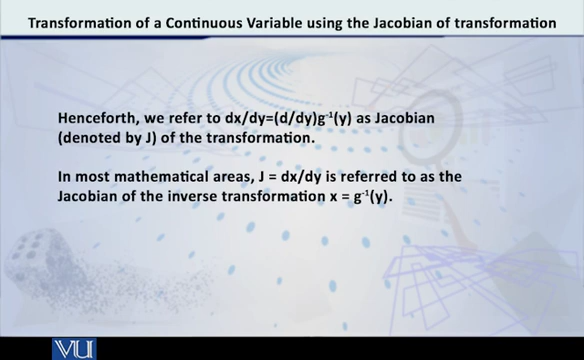 Transformation of a Continuous Variable using the Jacobian of transformation
Henceforth, we refer to dx/dy=(d/dy)g⁻¹(y) as Jacobian
(denoted by J) of the transformation.
In most mathematical areas, J = dx/dy is referred to as the
Jacobian of the inverse transformation x = g⁻¹(y).
VU